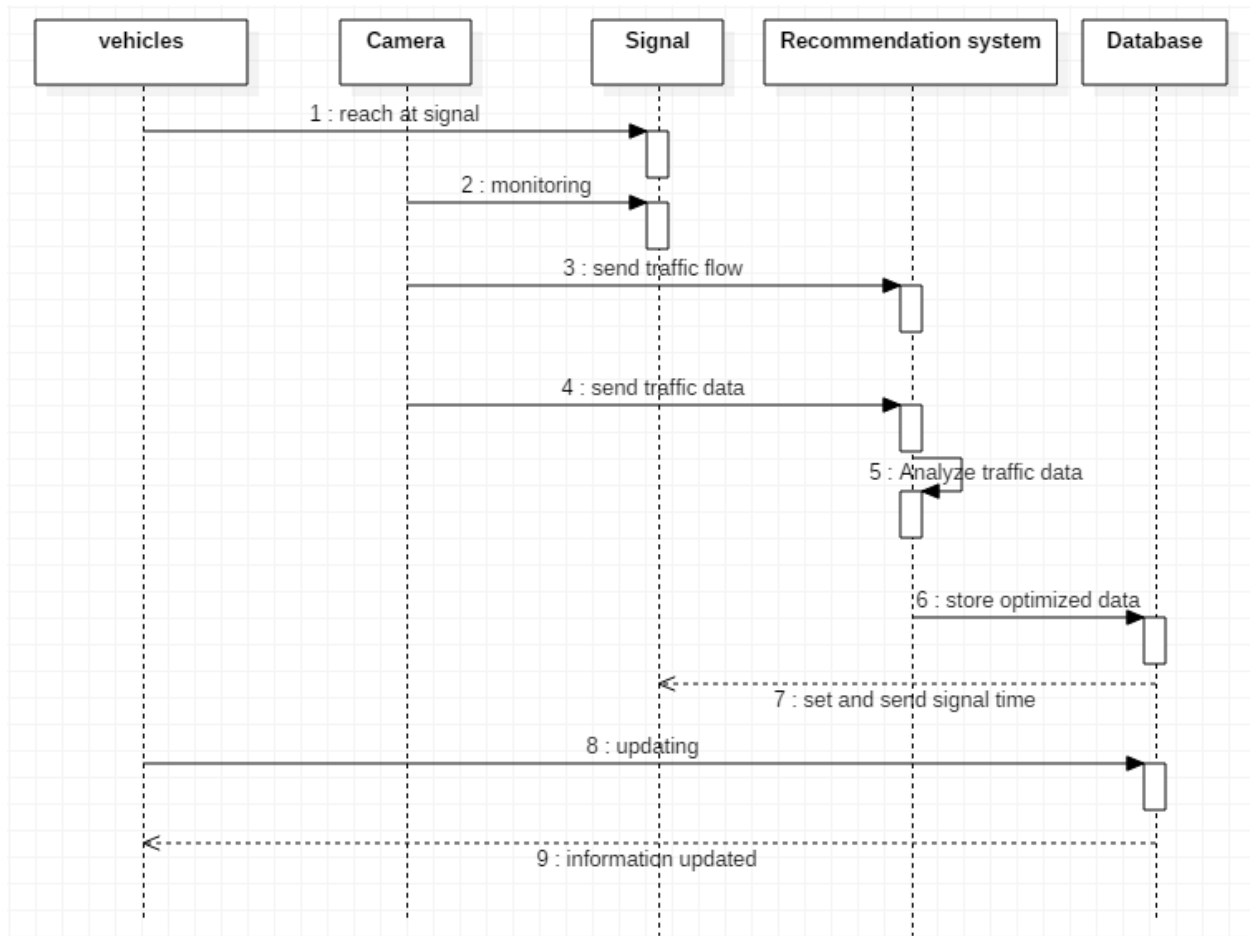 vehicles
Camera
Signal
Recommendation system
Database
1 : reach at signal
2 : monitoring
3 : send traffic flow
4 : send traffic data
5 : Analyze traffic data
6 : store optimized data
7 : set and send signal time
8 : updating
9 : information updated